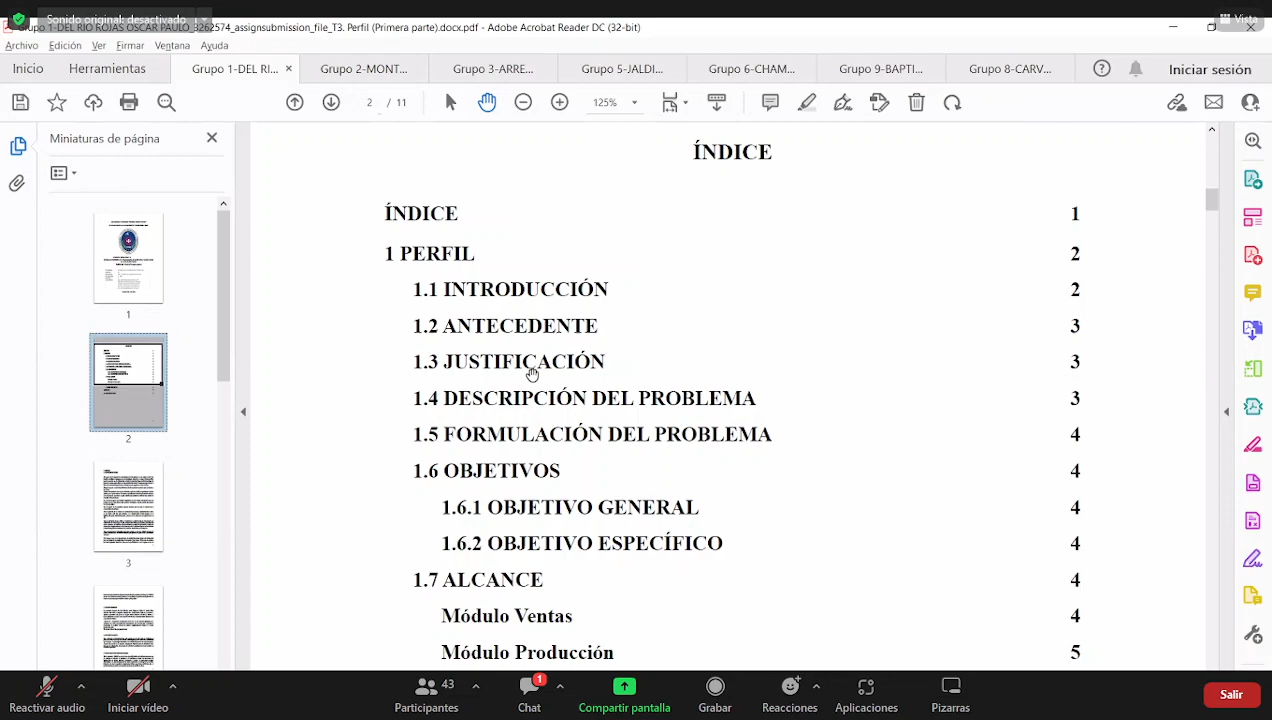 Sonido original: desactivado
Vista
Grupo 1-DEL RIO ROJAS OSCAR PAULO_3262574_assignsubmission_file_T3. Perfil (Primera parte).docx.pdf - Adobe Acrobat Reader DC (32-bit)
Archivo Edición Ver Firmar Ventana Ayuda
Inicio Herramientas Grupo 1-DEL RI... Grupo 2-MONT... Grupo 3-ARRE... Grupo 5-JALDI... Grupo 6-CHAM... Grupo 9-BAPTI... Grupo 8-CARV... Iniciar sesión
2 / 11 125%
Miniaturas de página
1
2
3
ÍNDICE
ÍNDICE 1
1 PERFIL 2
1.1 INTRODUCCIÓN 2
1.2 ANTECEDENTE 3
1.3 JUSTIFICACIÓN 3
1.4 DESCRIPCIÓN DEL PROBLEMA 3
1.5 FORMULACIÓN DEL PROBLEMA 4
1.6 OBJETIVOS 4
1.6.1 OBJETIVO GENERAL 4
1.6.2 OBJETIVO ESPECÍFICO 4
1.7 ALCANCE 4
Módulo Ventas 4
Módulo Producción 5
43
1
Reactivar audio Iniciar vídeo Participantes Chat Compartir pantalla Grabar Reacciones Aplicaciones Pizarras Salir